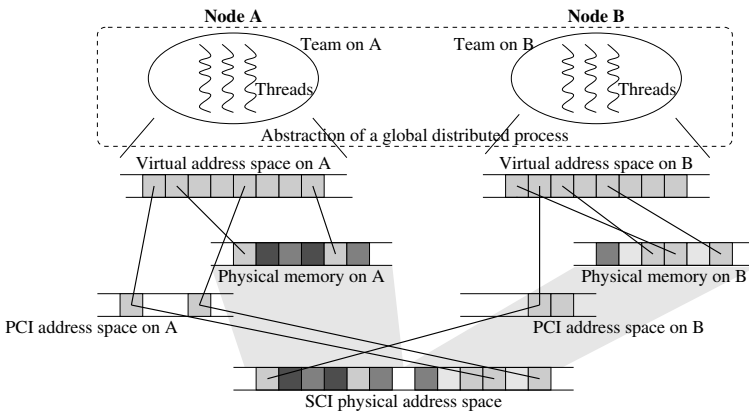 Node A
Node B
Team on A
Team on B
Threads
Threads
Abstraction of a global distributed process
Virtual address space on A
Virtual address space on B
Physical memory on A
Physical memory on B
PCI address space on A
PCI address space on B
SCI physical address space